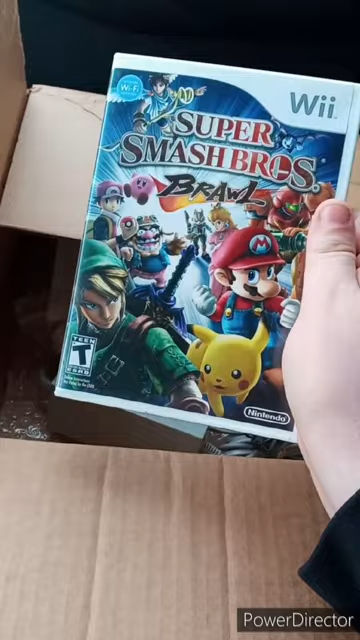 Wi-Fi
Wii
SUPER
SMASH BROS.
BRAWL
TEEN
T
ESRB
Nintendo
PowerDirector